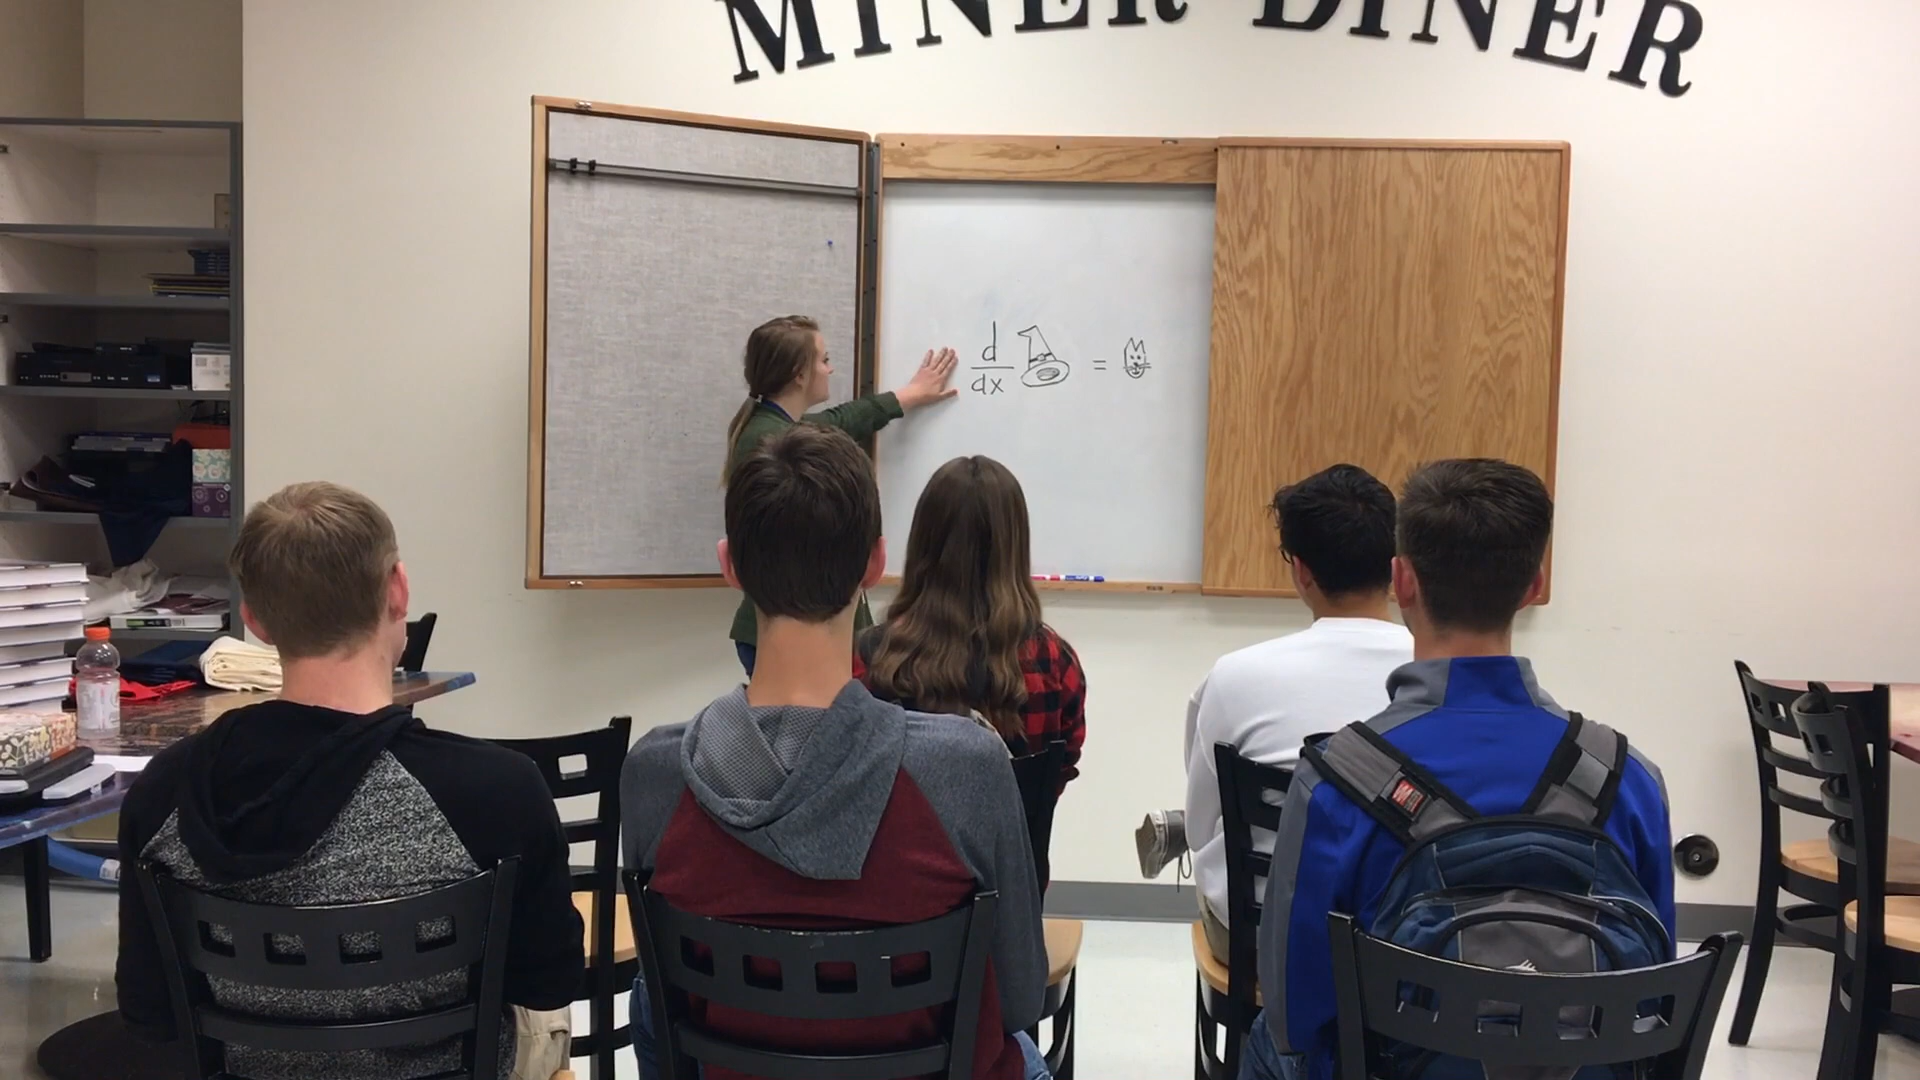 MINER DINER
d
dx
=